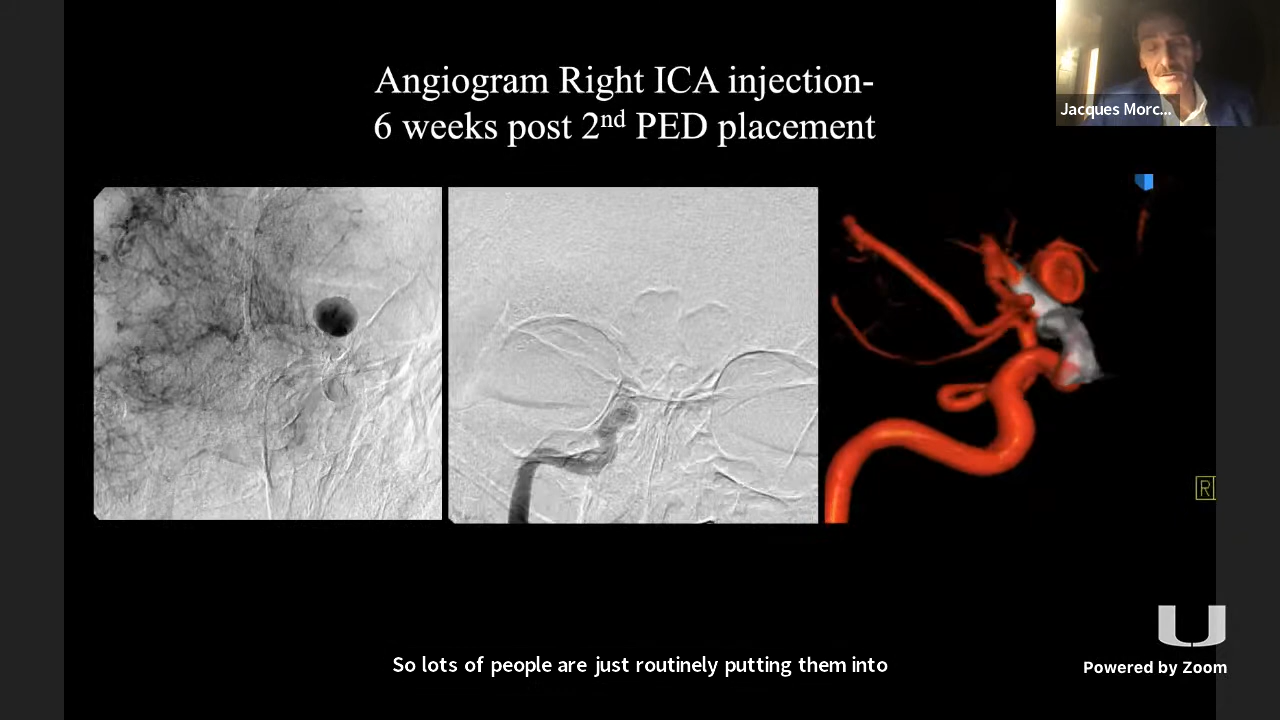 Angiogram Right ICA injection-
6 weeks post 2nd PED placement
Jacques Morc...
R
So lots of people are just routinely putting them into
Powered by Zoom